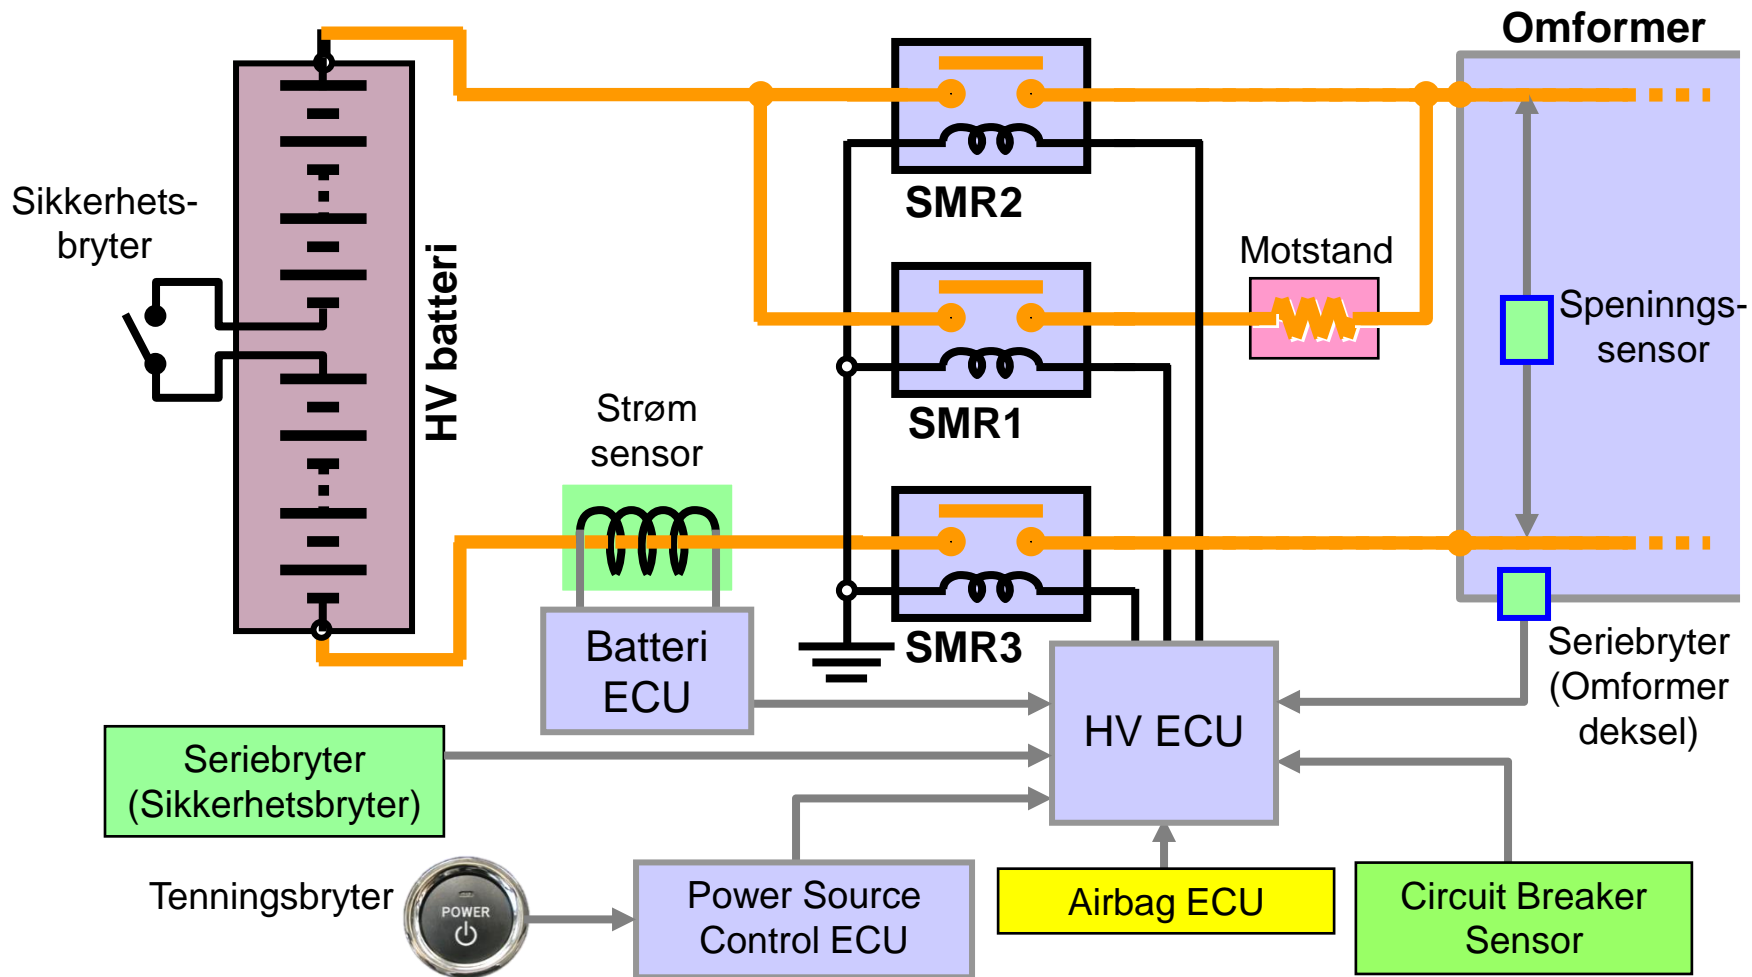 Omformer
Sikkerhets-
bryter
HV batteri
SMR2
Motstand
Speninngs-
sensor
SMR1
Strøm
sensor
SMR3
Batteri
ECU
HV ECU
Seriebryter
(Omformer
deksel)
Seriebryter
(Sikkerhetsbryter)
Tenningsbryter
POWER
Power Source
Control ECU
Airbag ECU
Circuit Breaker
Sensor